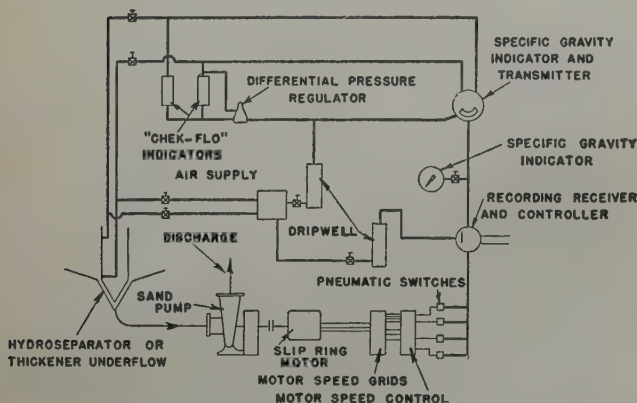 SPECIFIC GRAVITY
INDICATOR AND
TRANSMITTER
DIFFERENTIAL PRESSURE
REGULATOR
"CHEK-FLO"
INDICATORS
AIR SUPPLY
SPECIFIC GRAVITY
INDICATOR
RECORDING RECEIVER
AND CONTROLLER
DRIPWELL
DISCHARGE
PNEUMATIC SWITCHES
SAND
PUMP
HYDROSEPARATOR OR
THICKENER UNDERFLOW
SLIP RING
MOTOR
MOTOR SPEED GRIDS
MOTOR SPEED CONTROL